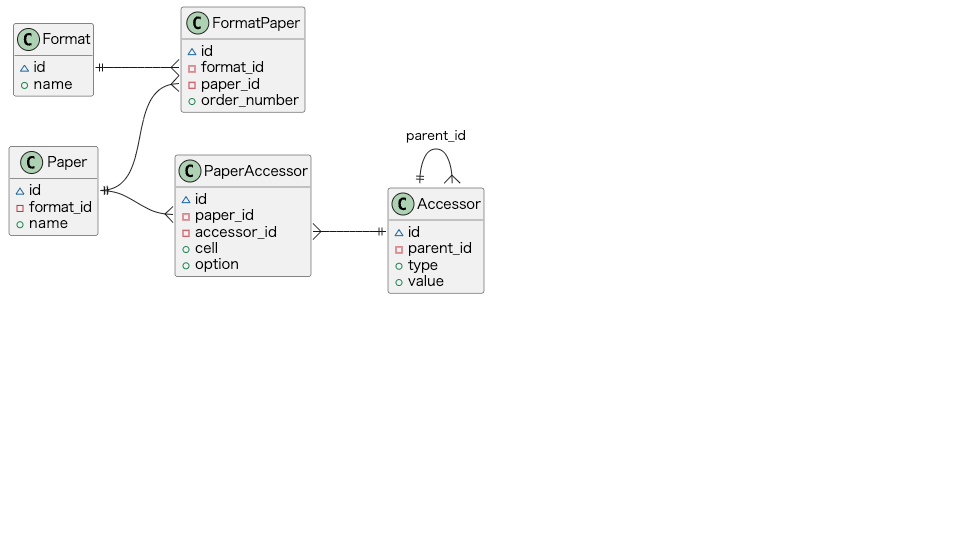 C Format
id
name
C FormatPaper
id
format_id
paper_id
order_number
C Paper
id
format_id
name
C PaperAccessor
id
paper_id
accessor_id
cell
option
parent_id
C Accessor
id
parent_id
type
value